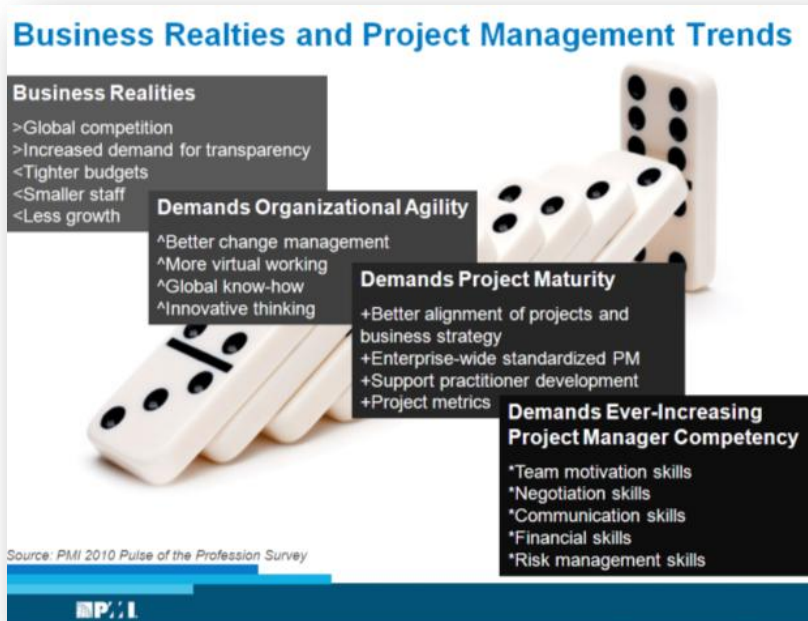 Business Realties and Project Management Trends
Business Realities
>Global competition
>Increased demand for transparency
<Tighter budgets
<Smaller staff
<Less growth
Demands Organizational Agility
^Better change management
^More virtual working
^Global know-how
^Innovative thinking
Demands Project Maturity
+Better alignment of projects and
business strategy
+Enterprise-wide standardized PM
+Support practitioner development
+Project metrics
Demands Ever-Increasing
Project Manager Competency
*Team motivation skills
*Negotiation skills
*Communication skills
*Financial skills
*Risk management skills
Source: PMI 2010 Pulse of the Profession Survey
PMI